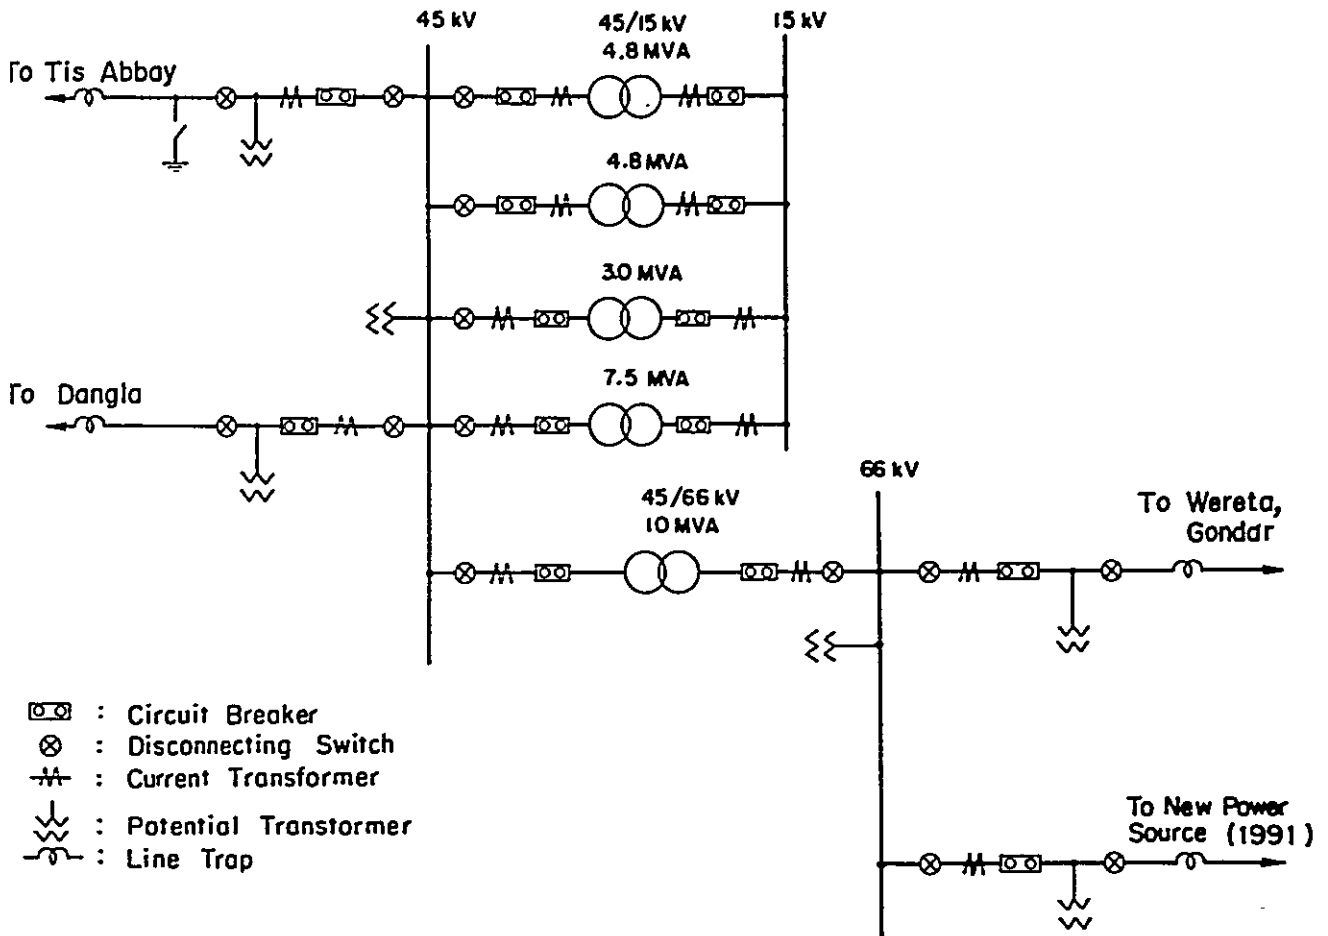 45 kV
45/15 kV
4.8 MVA
15 kV
To Tis Abbay
4.8 MVA
3.0 MVA
To Dangla
7.5 MVA
66 kV
45/66 kV
10 MVA
To Wereta,
Gondar
: Circuit Breaker
: Disconnecting Switch
: Current Transformer
: Potential Transtormer
: Line Trap
To New Power
Source (1991)